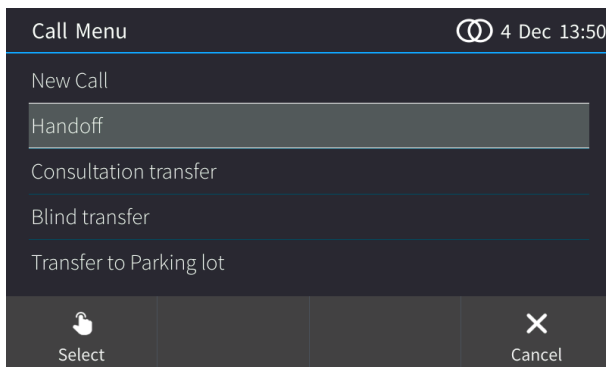 Call Menu 4 Dec 13:50
New Call
Handoff
Consultation transfer
Blind transfer
Transfer to Parking lot
Select Cancel